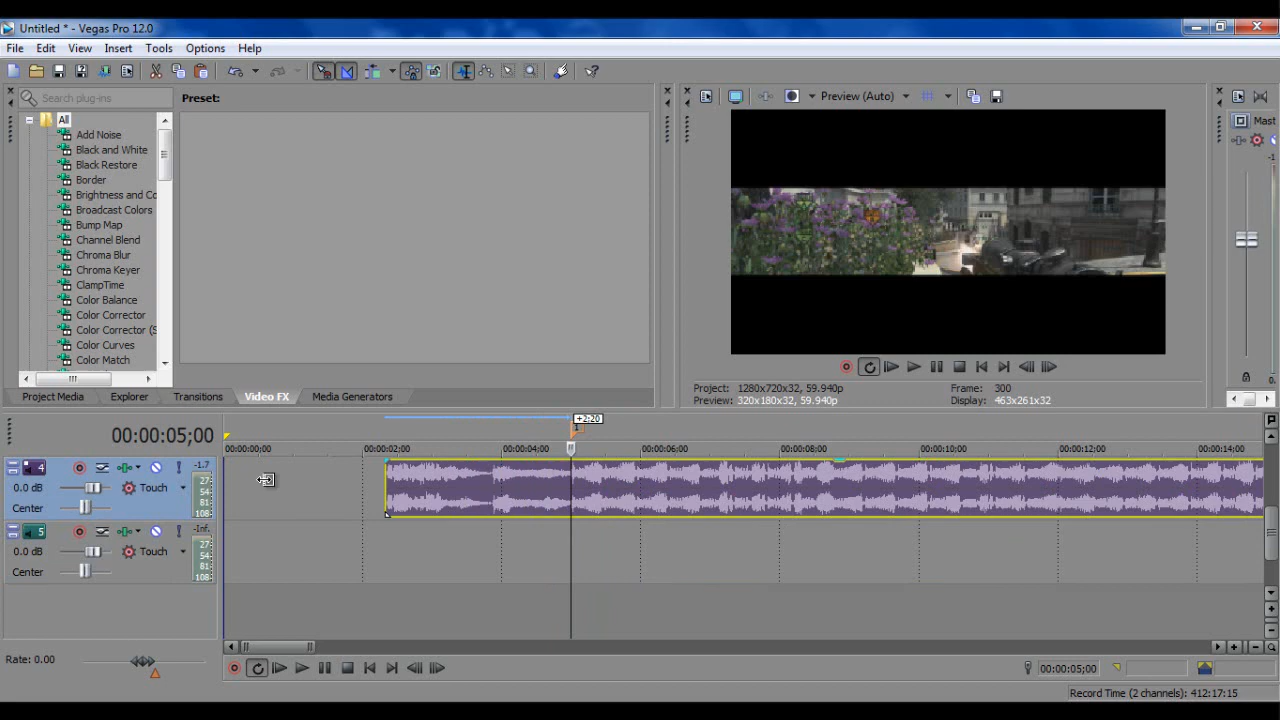 Untitled * - Vegas Pro 12.0
File Edit View Insert Tools Options Help
Search plug-ins
Preset:
Preview (Auto)
Mast
All
Add Noise
Black and White
Black Restore
Border
Brightness and Co
Broadcast Colors
Bump Map
Channel Blend
Chroma Blur
Chroma Keyer
ClampTime
Color Balance
Color Corrector
Color Corrector (S
Color Curves
Color Match
Project Media Explorer Transitions Video FX Media Generators
Project: 1280x720x32, 59.940p Frame: 300
Preview: 320x180x32, 59.940p Display: 463x261x32
+2;20
00:00:05;00
00:00:00;00 00:00:02;00 00:00:04;00 00:00:06;00 00:00:08;00 00:00:10;00 00:00:12;00 00:00:14;00
4 -1.7
0.0 dB Touch
Center
27
54
81
108
5 -Inf.
0.0 dB Touch
Center
27
54
81
108
Rate: 0.00
00:00:05;00
Record Time (2 channels): 412:17:15